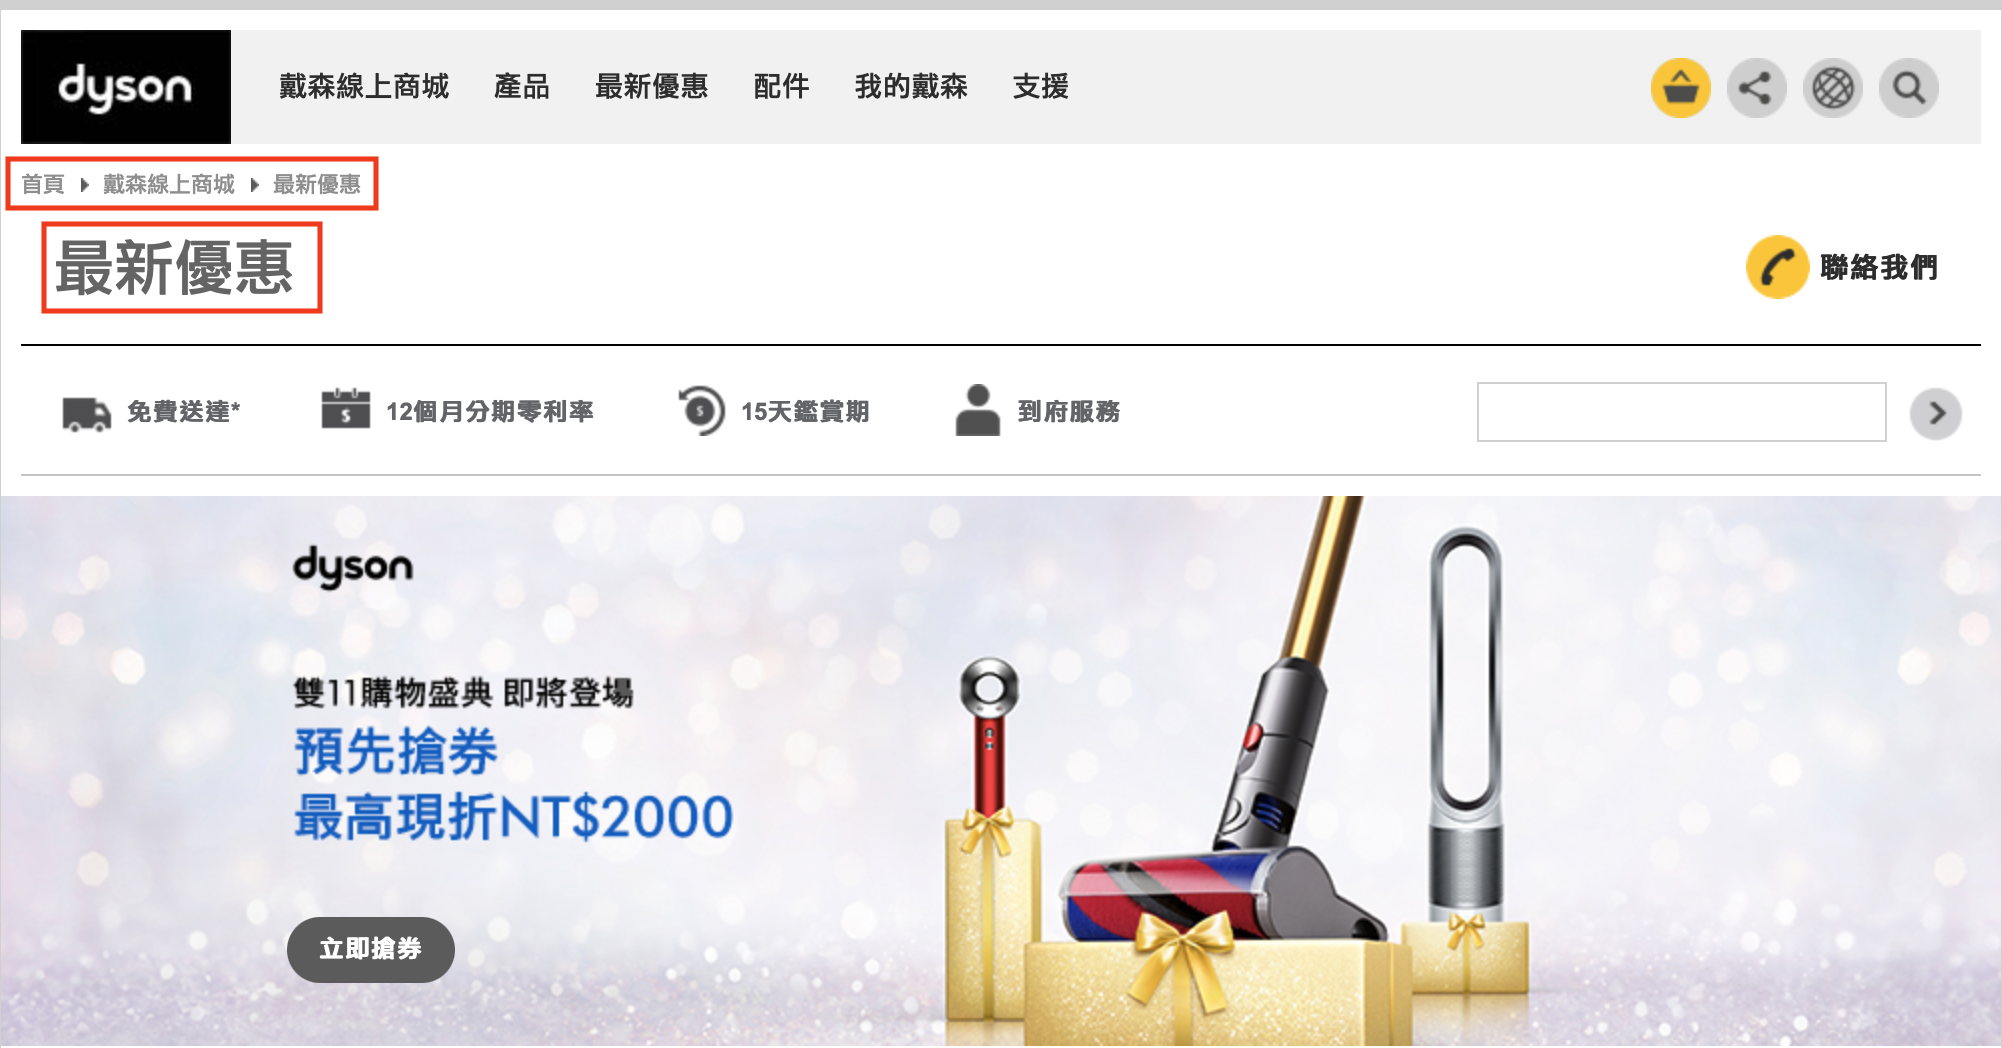 dyson
戴森線上商城 產品 最新優惠 配件 我的戴森 支援
首頁 戴森線上商城 最新優惠
最新優惠
聯絡我們
免費送達* 12個月分期零利率 15天鑑賞期 到府服務
dyson
雙11購物盛典 即將登場
預先搶券
最高現折NT$2000
立即搶券